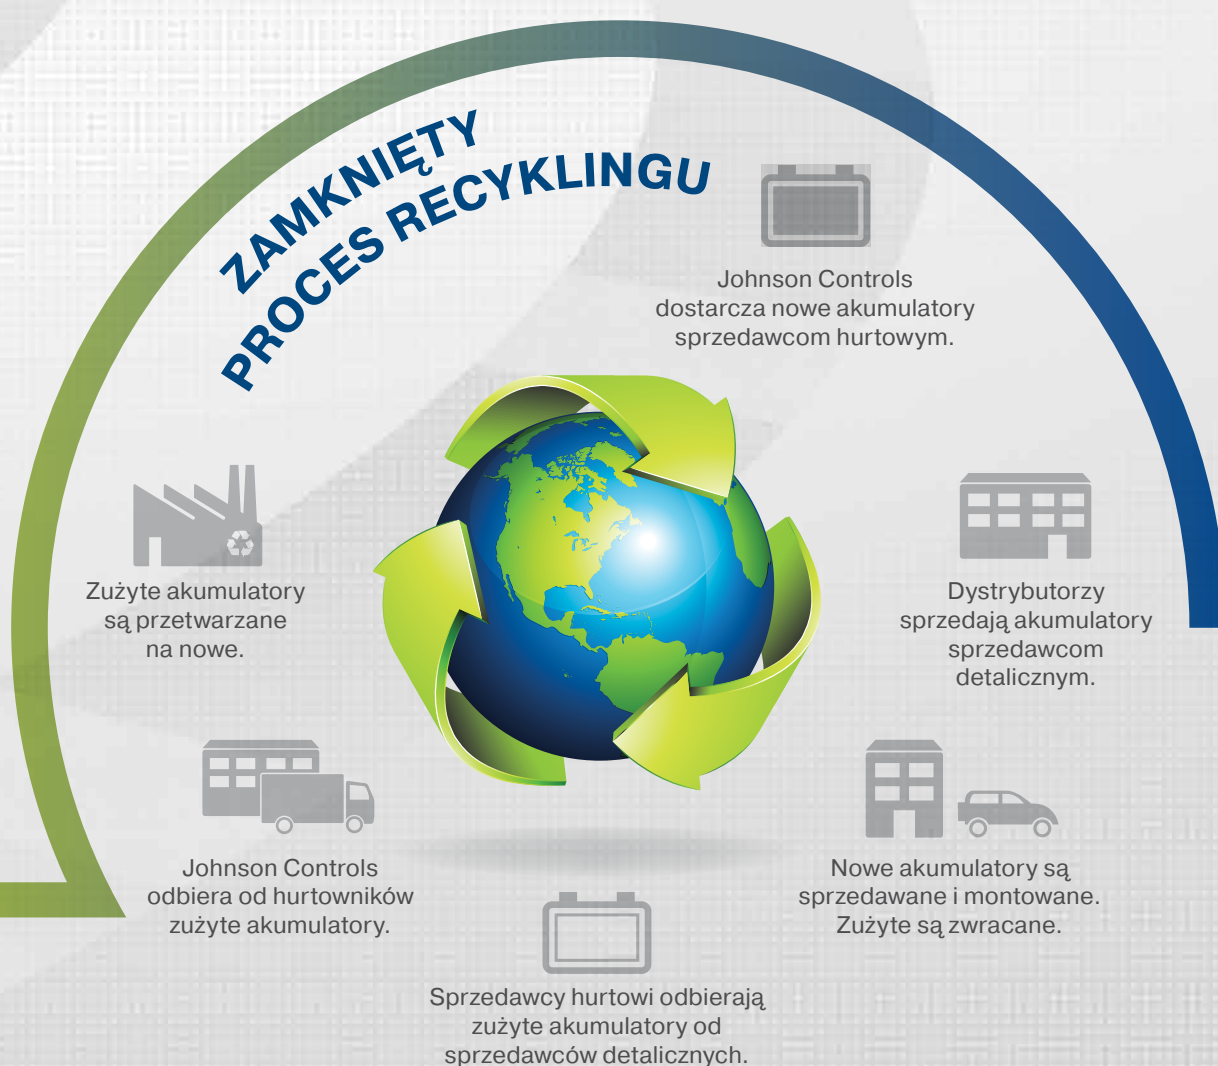 ZAMKNIĘTY
PROCES RECYKLINGU
Johnson Controls
dostarcza nowe akumulatory
sprzedawcom hurtowym.
Dystrybutorzy
sprzedają akumulatory
sprzedawcom
detalicznym.
Nowe akumulatory są
sprzedawane i montowane.
Zużyte są zwracane.
Sprzedawcy hurtowi odbierają
zużyte akumulatory od
sprzedawców detalicznych.
Johnson Controls
odbiera od hurtowników
zużyte akumulatory.
Zużyte akumulatory
są przetwarzane
na nowe.